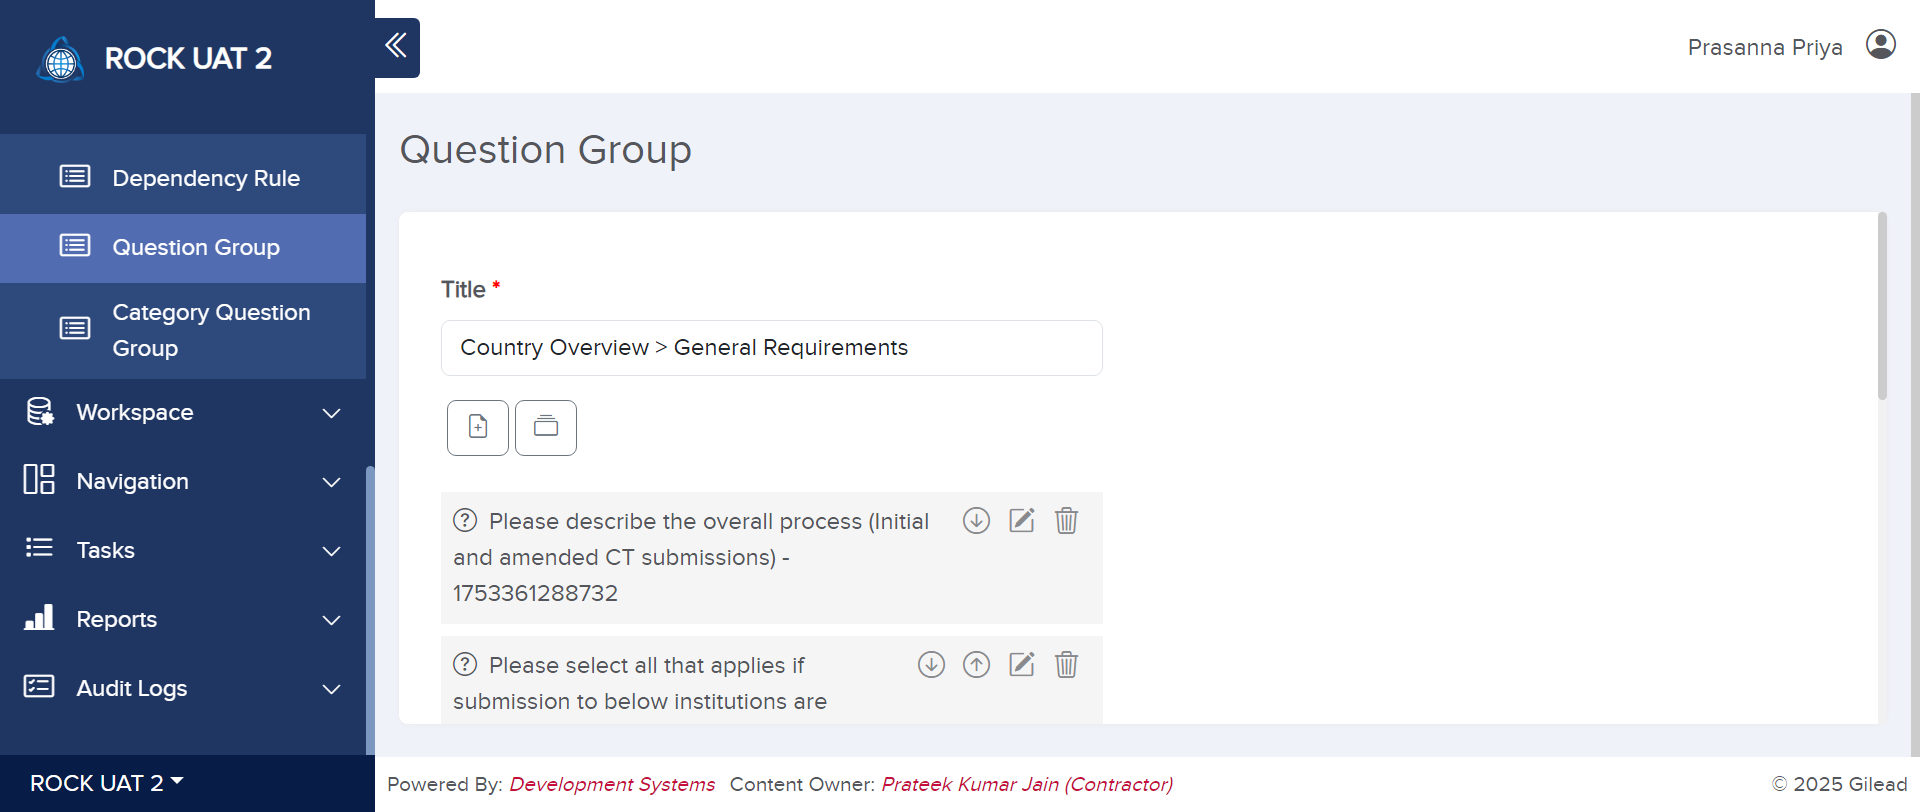 ROCK UAT 2
Prasanna Priya
Dependency Rule
Question Group
Category Question
Group
Workspace
Navigation
Tasks
Reports
Audit Logs
ROCK UAT 2
Question Group
Title *
Country Overview > General Requirements
Please describe the overall process (Initial
and amended CT submissions) -
1753361288732
Please select all that applies if
submission to below institutions are
Powered By: Development Systems Content Owner: Prateek Kumar Jain (Contractor)
© 2025 Gilead